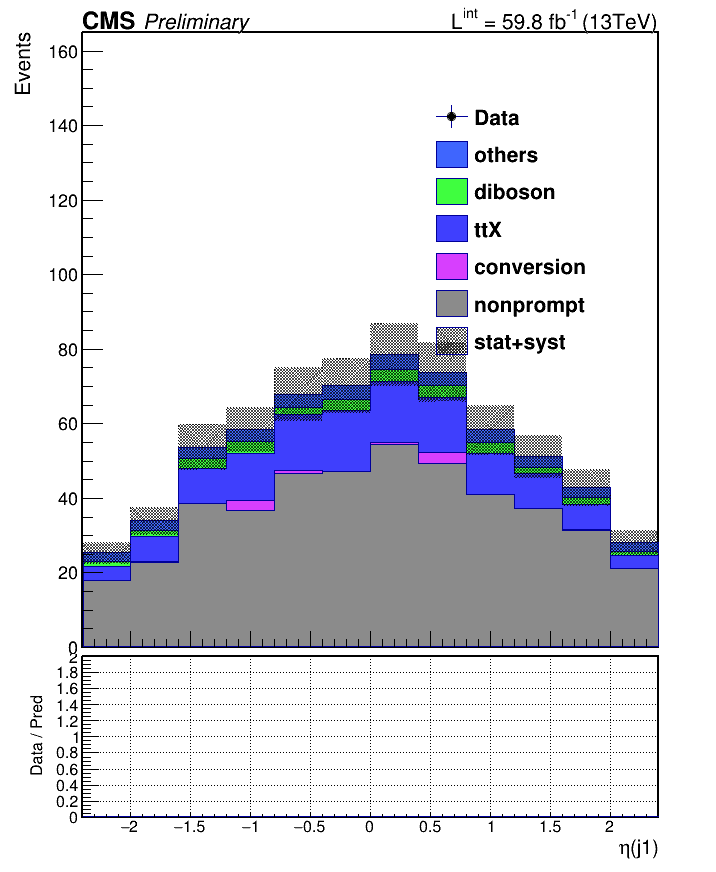 CMS Preliminary
L^int = 59.8 fb^-1 (13TeV)
Events
160
140
120
100
80
60
40
20
0
Data
others
diboson
ttX
conversion
nonprompt
stat+syst
Data / Pred
2
1.8
1.6
1.4
1.2
1
0.8
0.6
0.4
0.2
0
−2 −1.5 −1 −0.5 0 0.5 1 1.5 2
η(j1)